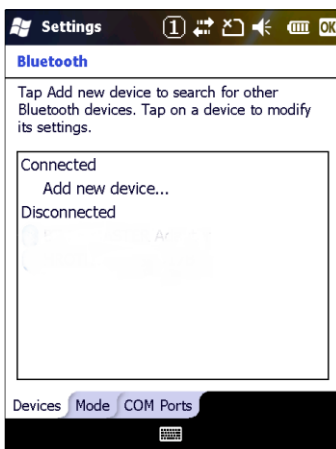 Settings
1
OK
Bluetooth
Tap Add new device to search for other
Bluetooth devices. Tap on a device to modify
its settings.
Connected
Add new device...
Disconnected
Devices Mode COM Ports